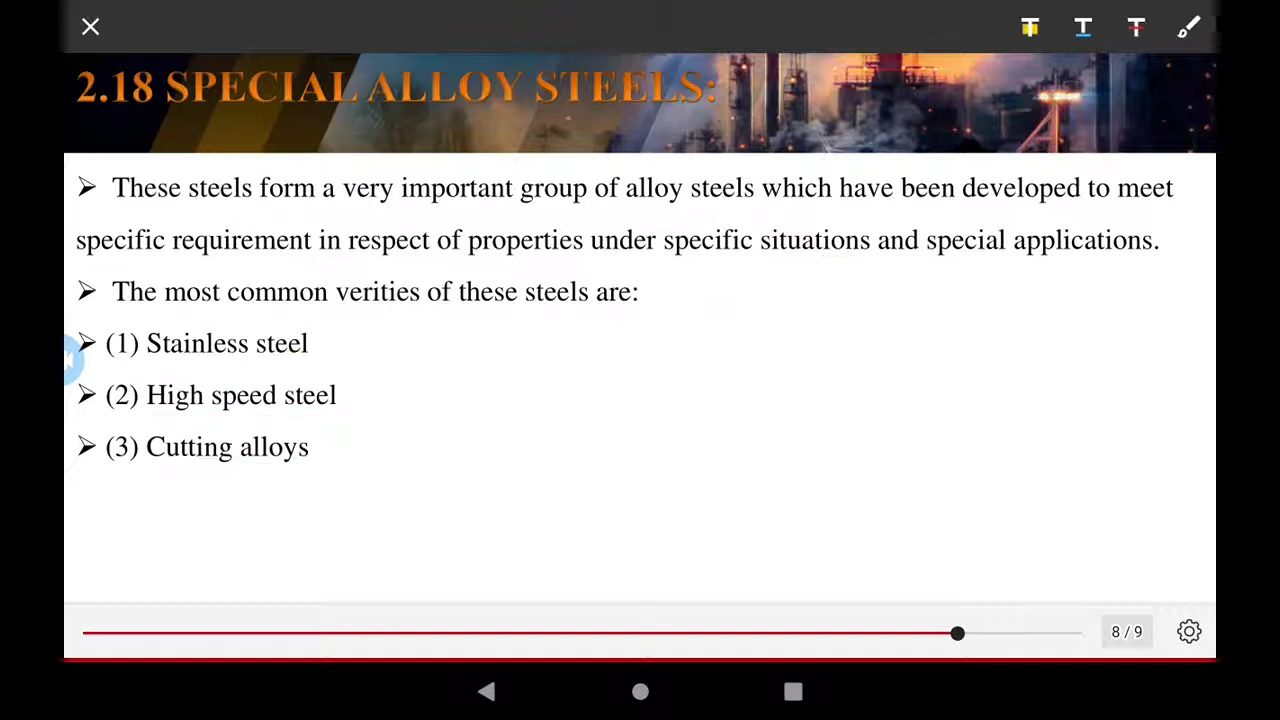 2.18 SPECIAL ALLOY STEELS:
➤ These steels form a very important group of alloy steels which have been developed to meet
specific requirement in respect of properties under specific situations and special applications.
➤ The most common verities of these steels are:
➤ (1) Stainless steel
➤ (2) High speed steel
➤ (3) Cutting alloys
8 / 9